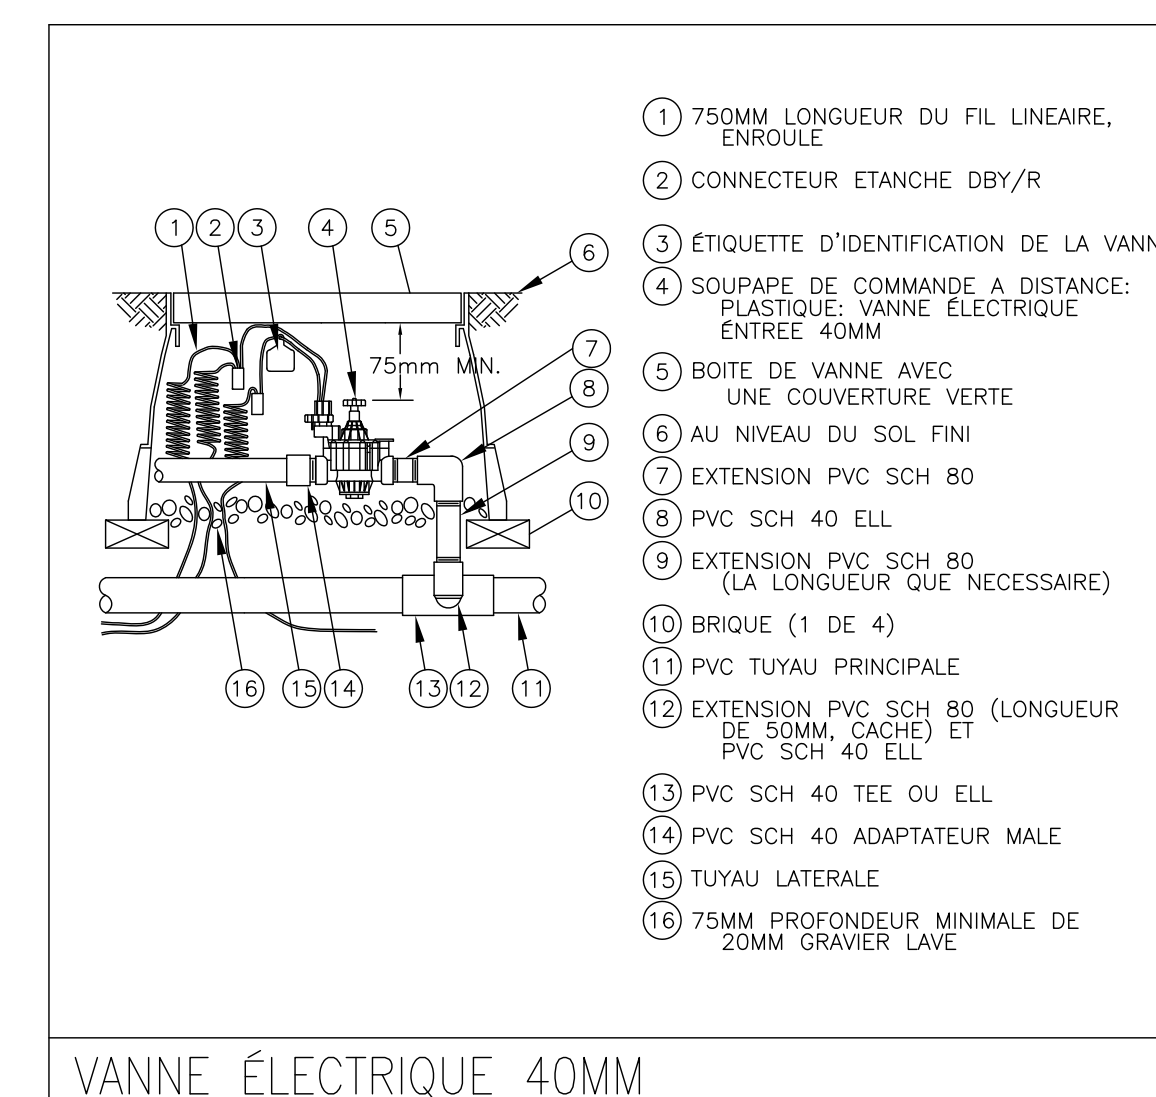 1 750MM LONGUEUR DU FIL LINEAIRE,
ENROULE
2 CONNECTEUR ETANCHE DBY/R
3 ÉTIQUETTE D'IDENTIFICATION DE LA VANN
4 SOUPAPE DE COMMANDE A DISTANCE:
PLASTIQUE: VANNE ÉLECTRIQUE
ÉNTREE 40MM
5 BOITE DE VANNE AVEC
UNE COUVERTURE VERTE
6 AU NIVEAU DU SOL FINI
7 EXTENSION PVC SCH 80
8 PVC SCH 40 ELL
9 EXTENSION PVC SCH 80
(LA LONGUEUR QUE NECESSAIRE)
10 BRIQUE (1 DE 4)
11 PVC TUYAU PRINCIPALE
12 EXTENSION PVC SCH 80 (LONGUEUR
DE 50MM, CACHE) ET
PVC SCH 40 ELL
13 PVC SCH 40 TEE OU ELL
14 PVC SCH 40 ADAPTATEUR MALE
15 TUYAU LATERALE
16 75MM PROFONDEUR MINIMALE DE
20MM GRAVIER LAVE
1 2 3 4 5
6
75mm MIN.
7
8
9
10
16 15 14 13 12 11
VANNE ÉLECTRIQUE 40MM